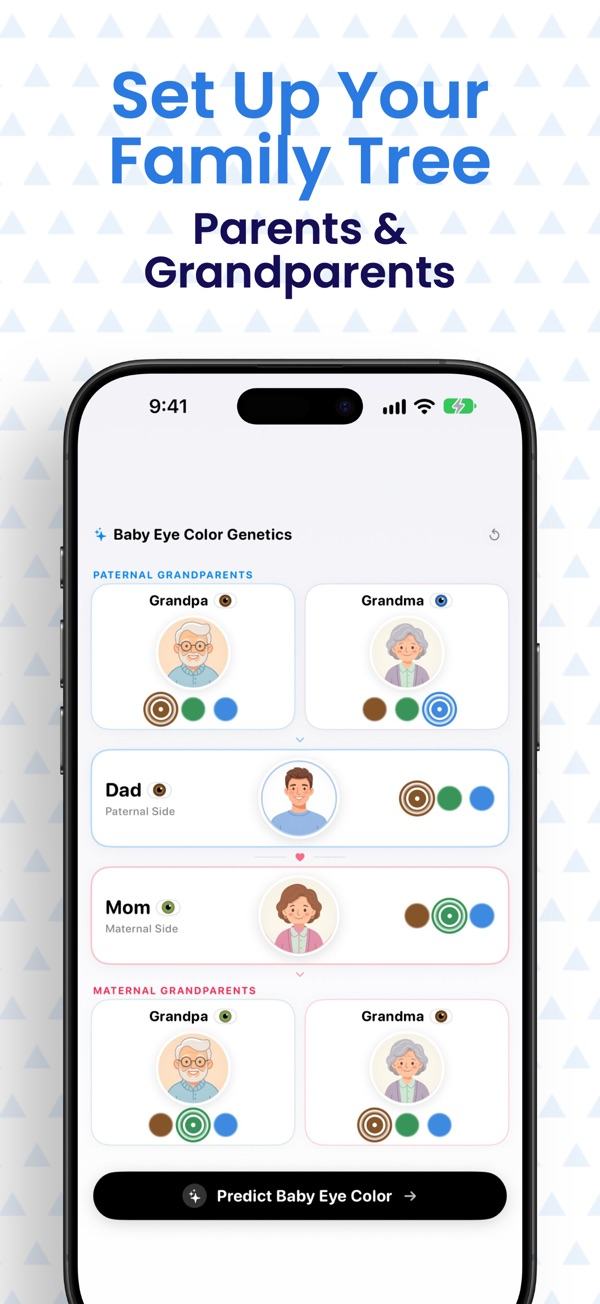 Set Up Your
Family Tree
Parents &
Grandparents
9:41
Baby Eye Color Genetics
PATERNAL GRANDPARENTS
Grandpa
Grandma
Dad
Paternal Side
Mom
Maternal Side
MATERNAL GRANDPARENTS
Grandpa
Grandma
Predict Baby Eye Color